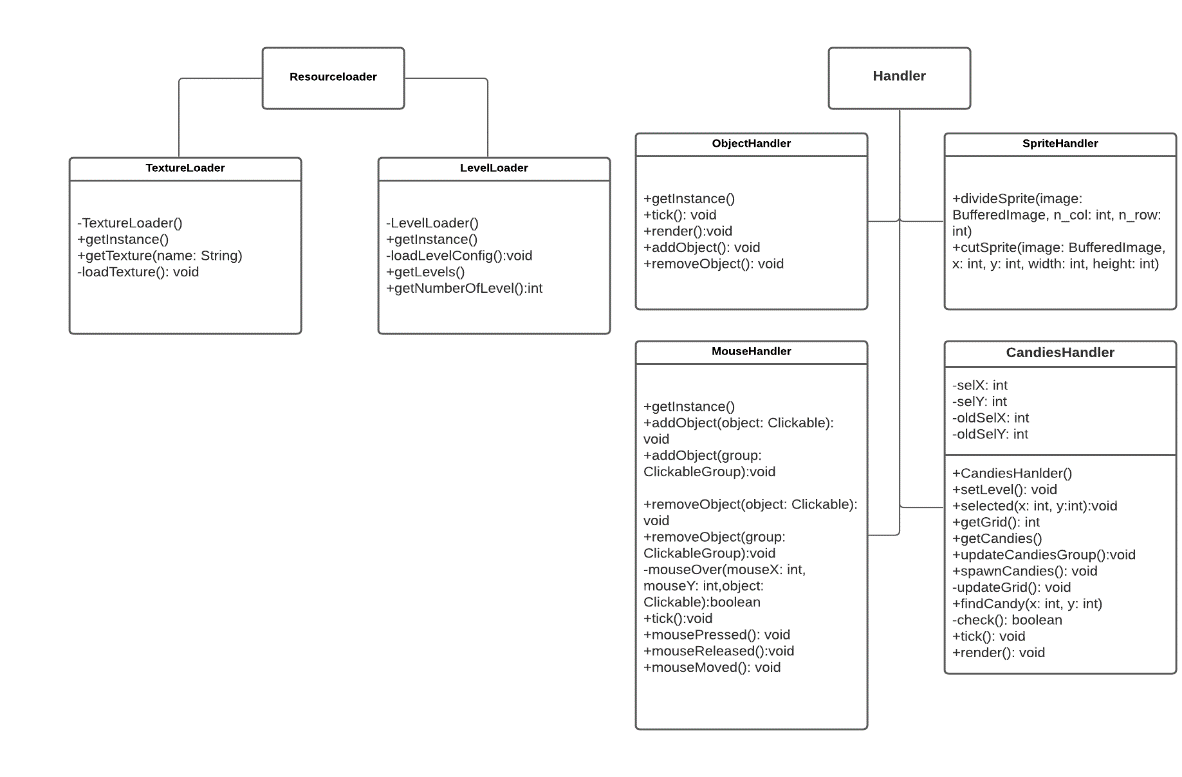 Resourceloader
TextureLoader
-TextureLoader()
+getInstance()
+getTexture(name: String)
-loadTexture(): void
LevelLoader
-LevelLoader()
+getInstance()
-loadLevelConfig():void
+getLevels()
+getNumberOfLevel():int
Handler
ObjectHandler
+getInstance()
+tick(): void
+render():void
+addObject(): void
+removeObject(): void
SpriteHandler
+divideSprite(image:
BufferedImage, n_col: int, n_row:
int)
+cutSprite(image: BufferedImage,
x: int, y: int, width: int, height: int)
MouseHandler
+getInstance()
+addObject(object: Clickable):
void
+addObject(group:
ClickableGroup):void
+removeObject(object: Clickable):
void
+removeObject(group:
ClickableGroup):void
-mouseOver(mouseX: int,
mouseY: int,object:
Clickable):boolean
+tick():void
+mousePressed(): void
+mouseReleased():void
+mouseMoved(): void
CandiesHandler
-selX: int
-selY: int
-oldSelX: int
-oldSelY: int
+CandiesHanlder()
+setLevel(): void
+selected(x: int, y:int):void
+getGrid(): int
+getCandies()
+updateCandiesGroup():void
+spawnCandies(): void
-updateGrid(): void
+findCandy(x: int, y: int)
-check(): boolean
+tick(): void
+render(): void